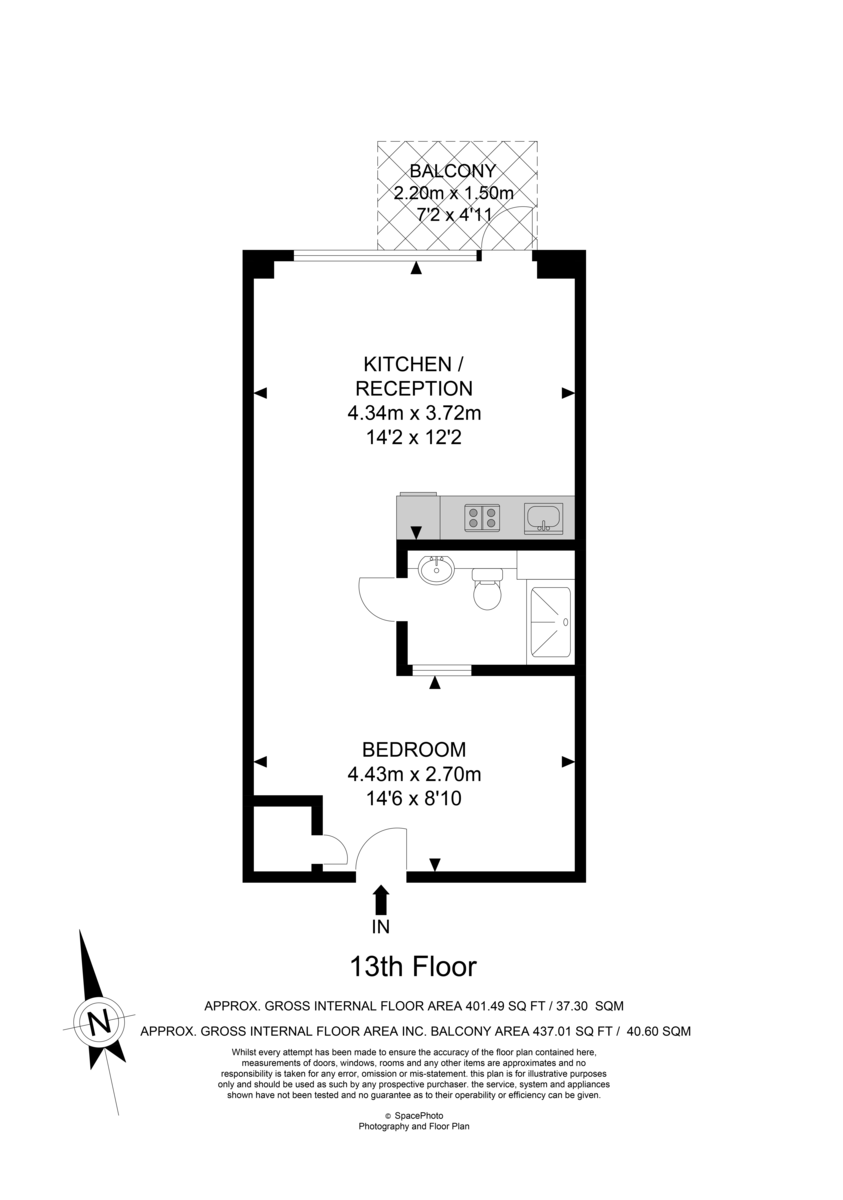 BALCONY
2.20m x 1.50m
7'2 x 4'11
KITCHEN /
RECEPTION
4.34m x 3.72m
14'2 x 12'2
BEDROOM
4.43m x 2.70m
14'6 x 8'10
IN
13th Floor
N
APPROX. GROSS INTERNAL FLOOR AREA 401.49 SQ FT / 37.30 SQM
APPROX. GROSS INTERNAL FLOOR AREA INC. BALCONY AREA 437.01 SQ FT / 40.60 SQM
Whilst every attempt has been made to ensure the accuracy of the floor plan contained here,
measurements of doors, windows, rooms and any other items are approximates and no
responsibility is taken for any error, omission or mis-statement. this plan is for illustrative purposes
only and should be used as such by any prospective purchaser. the service, system and appliances
shown have not been tested and no guarantee as to their operability or efficiency can be given.
© SpacePhoto
Photography and Floor Plan